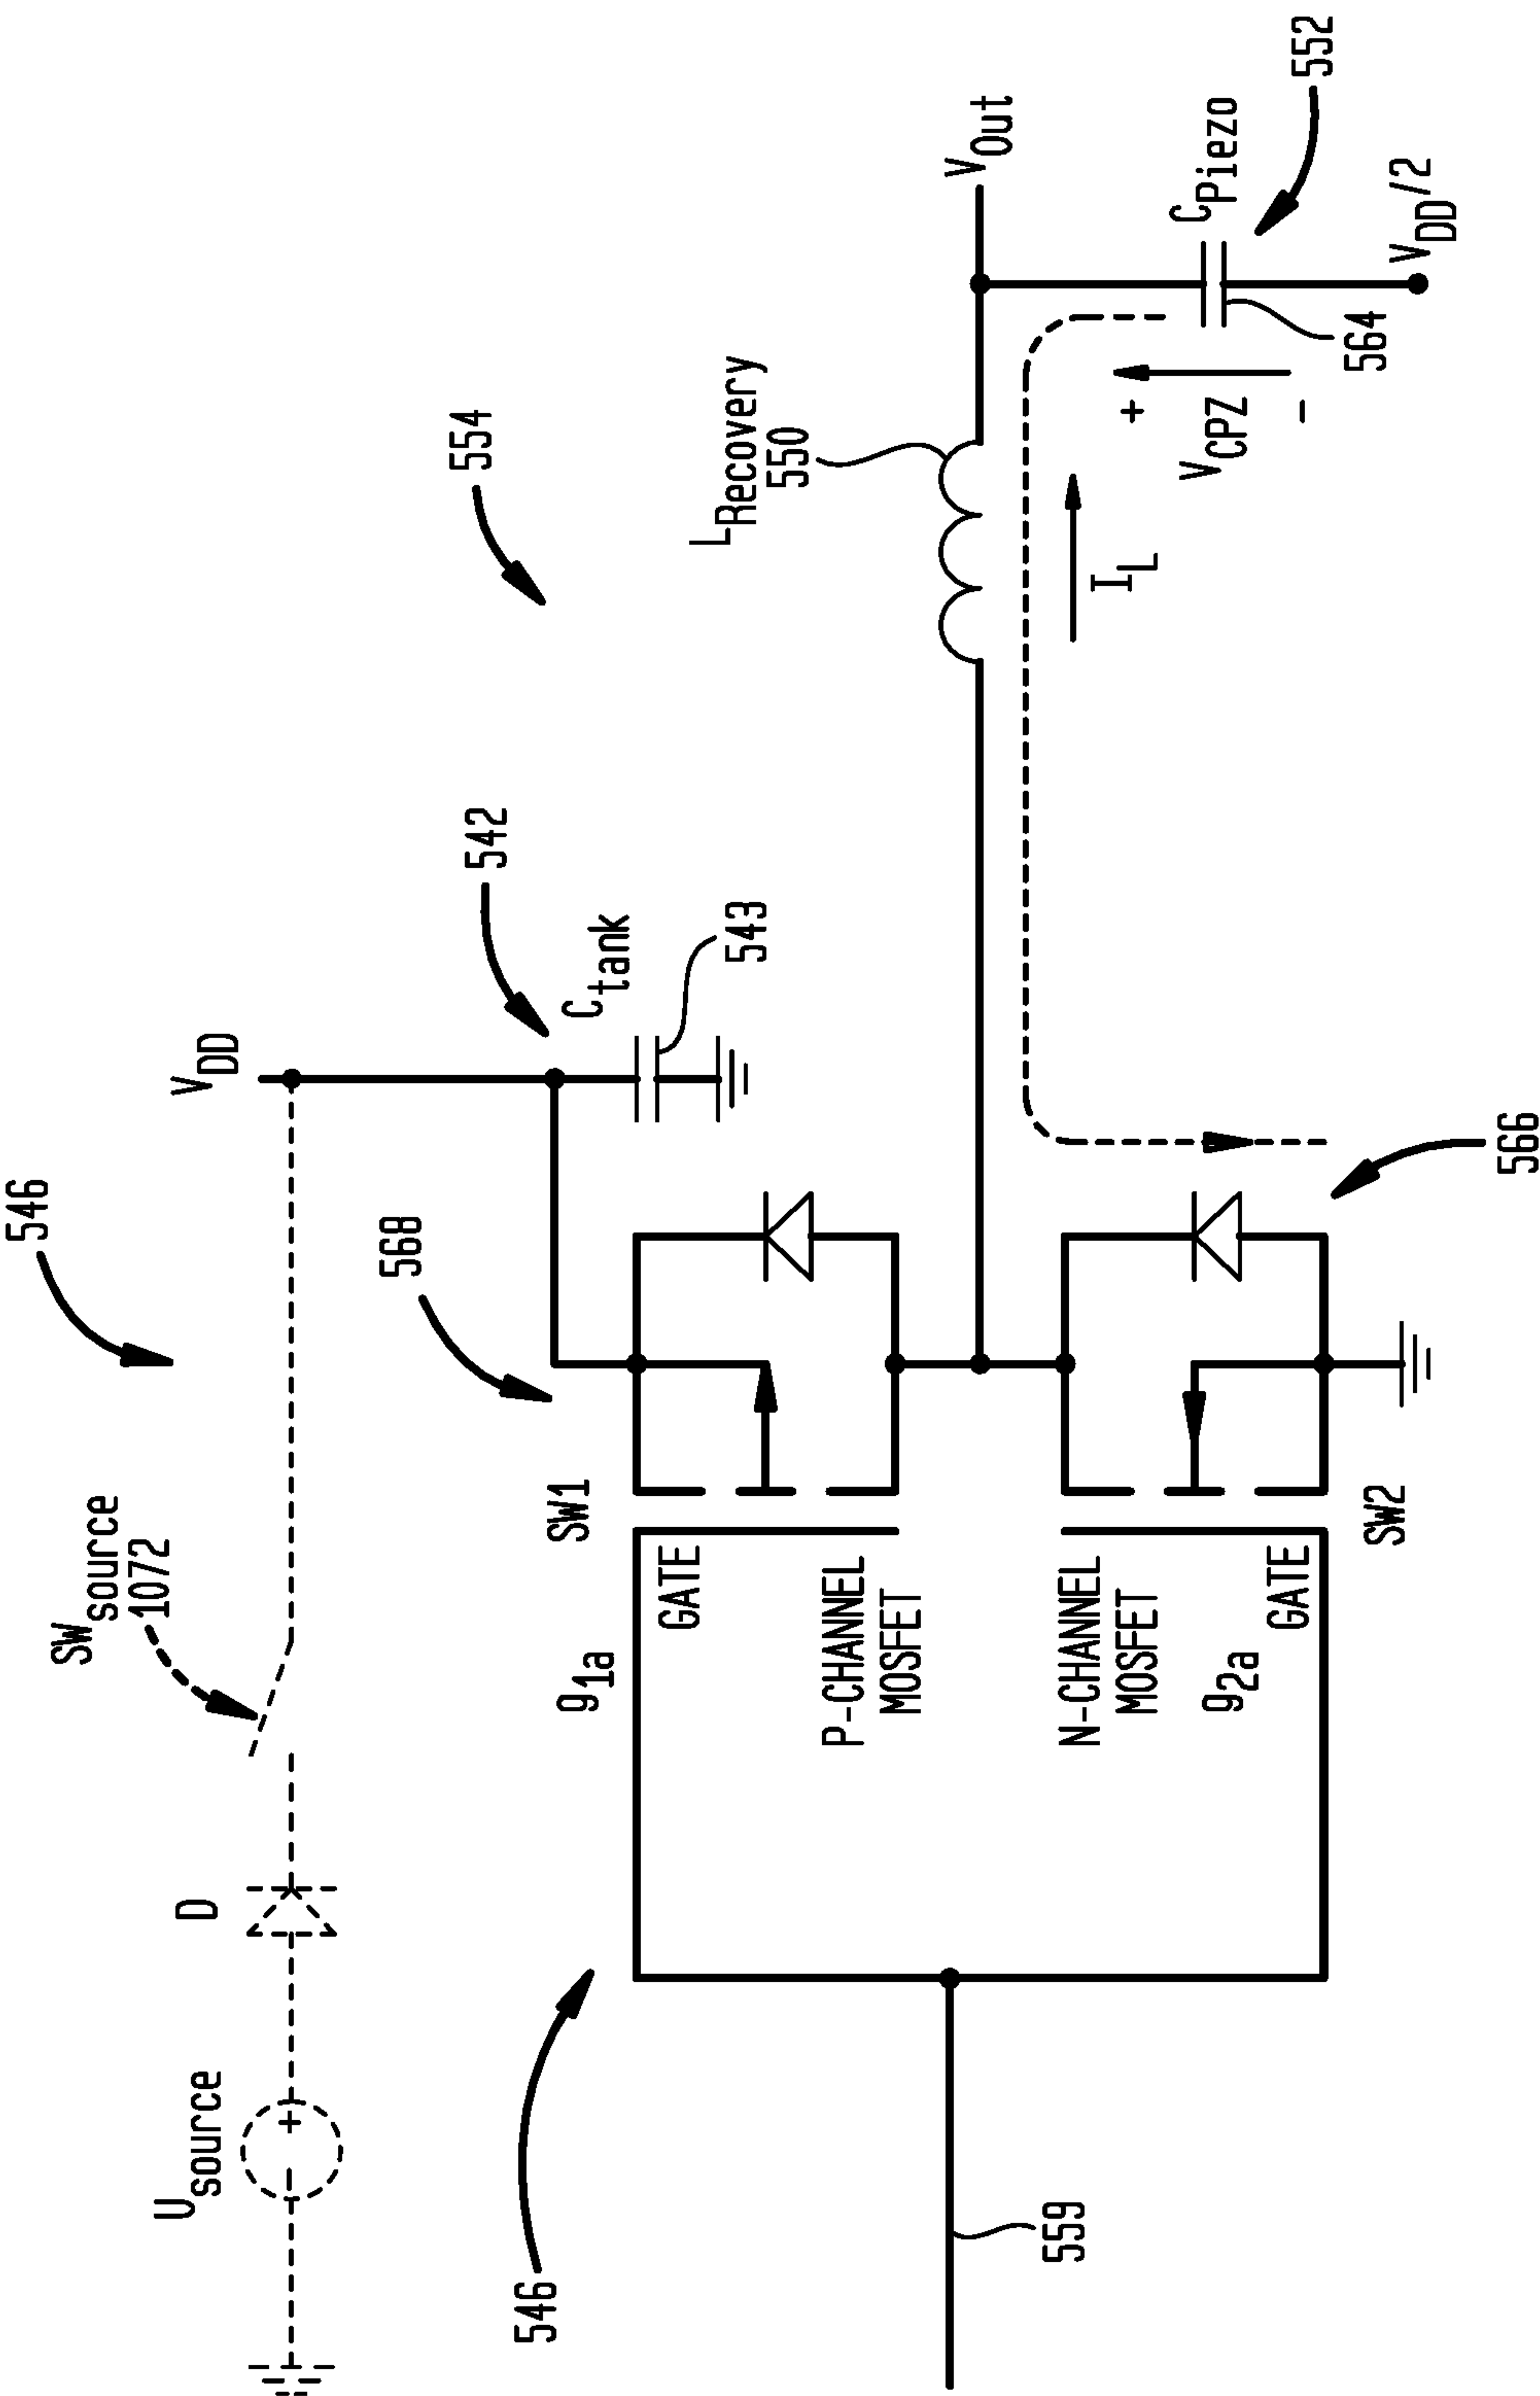 546
SWsource
1072
D
Usource
VDD
542
Ctank
543
554
LRecovery
550
VOut
CPiezo
552
564
VDD/2
+
VCPZ
-
IL
568
SW1
GATE
g1a
P-CHANNEL
MOSFET
N-CHANNEL
MOSFET
g2a
GATE
SW2
566
546
559
- +